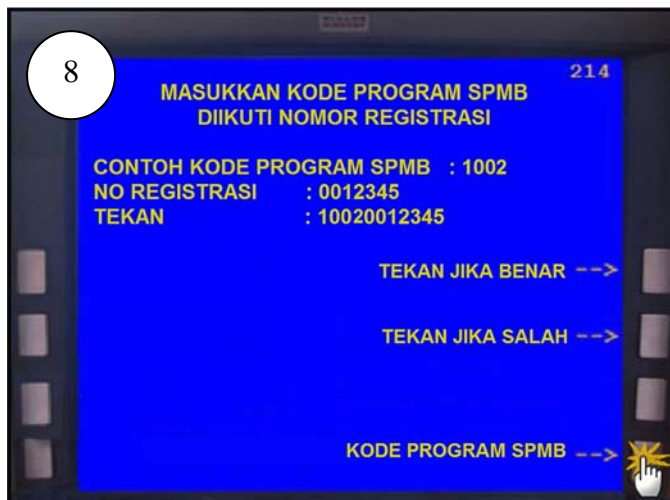 8
214
MASUKKAN KODE PROGRAM SPMB
DIIKUTI NOMOR REGISTRASI
CONTOH KODE PROGRAM SPMB : 1002
NO REGISTRASI : 0012345
TEKAN : 10020012345
TEKAN JIKA BENAR -->
TEKAN JIKA SALAH -->
KODE PROGRAM SPMB -->